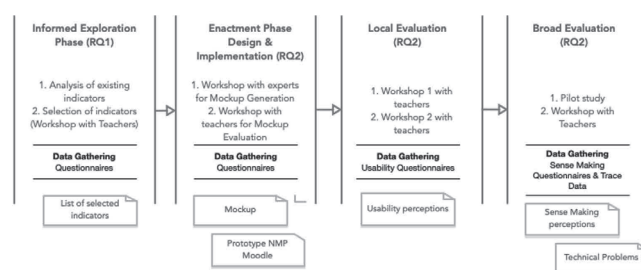 Informed Exploration
Phase (RQ1)
1. Analysis of existing
indicators
2. Selection of indicators
(Workshop with Teachers)
Data Gathering
Questionnaires
List of selected
indicators
Enactment Phase
Design &
Implementation (RQ2)
1. Workshop with experts
for Mockup Generation
2. Workshop with
teachers for Mockup
Evaluation
Data Gathering
Questionnaires
Mockup
Prototype NMP
Moodle
Local Evaluation
(RQ2)
1. Workshop 1 with
teachers
2. Workshop 2 with
teachers
Data Gathering
Usability Questionnaires
Usability perceptions
Broad Evaluation
(RQ2)
1. Pilot study
2. Workshop with
Teachers
Data Gathering
Sense Making
Questionnaires & Trace
Data
Sense Making
perceptions
Technical Problems